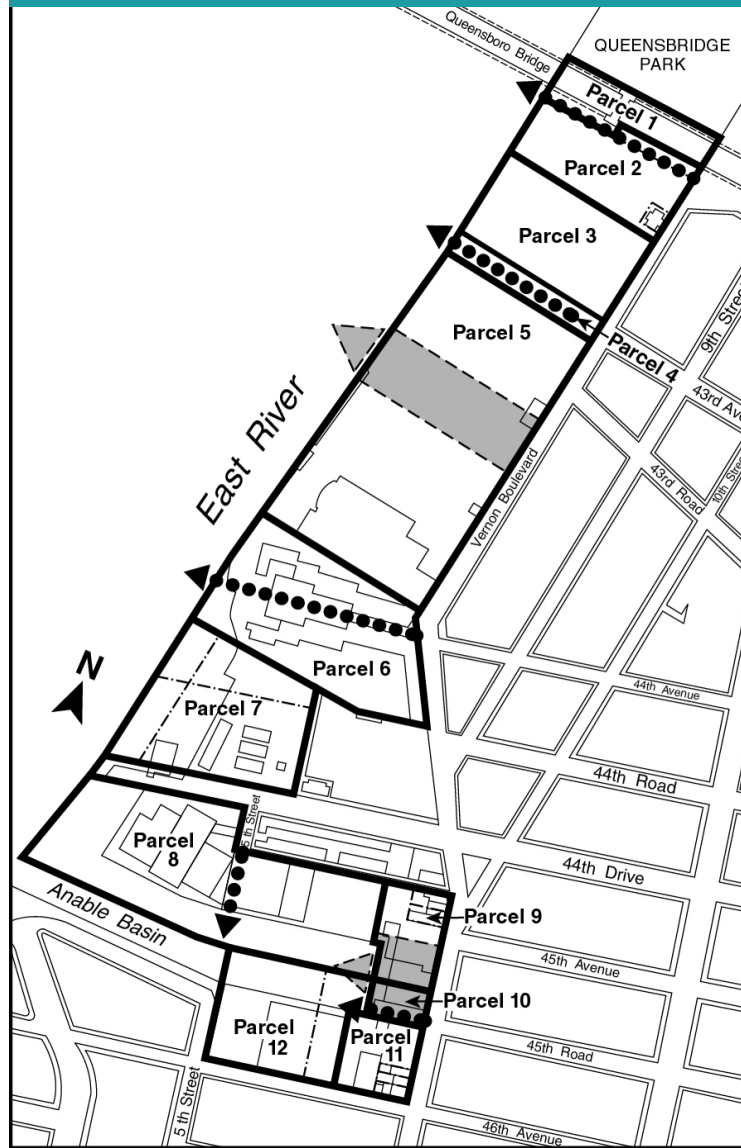 Queensboro Bridge
QUEENSBRIDGE
PARK
Parcel 1
Parcel 2
Parcel 3
Parcel 4
Parcel 5
9th Street
43rd Ave
43rd Road
10th Street
Vernon Boulevard
East River
Parcel 6
44th Avenue
N
Parcel 7
44th Road
5th Street
Parcel
8
44th Drive
Anable Basin
Parcel 9
45th Avenue
Parcel 10
Parcel
12
Parcel
11
45th Road
5th Street
46th Avenue